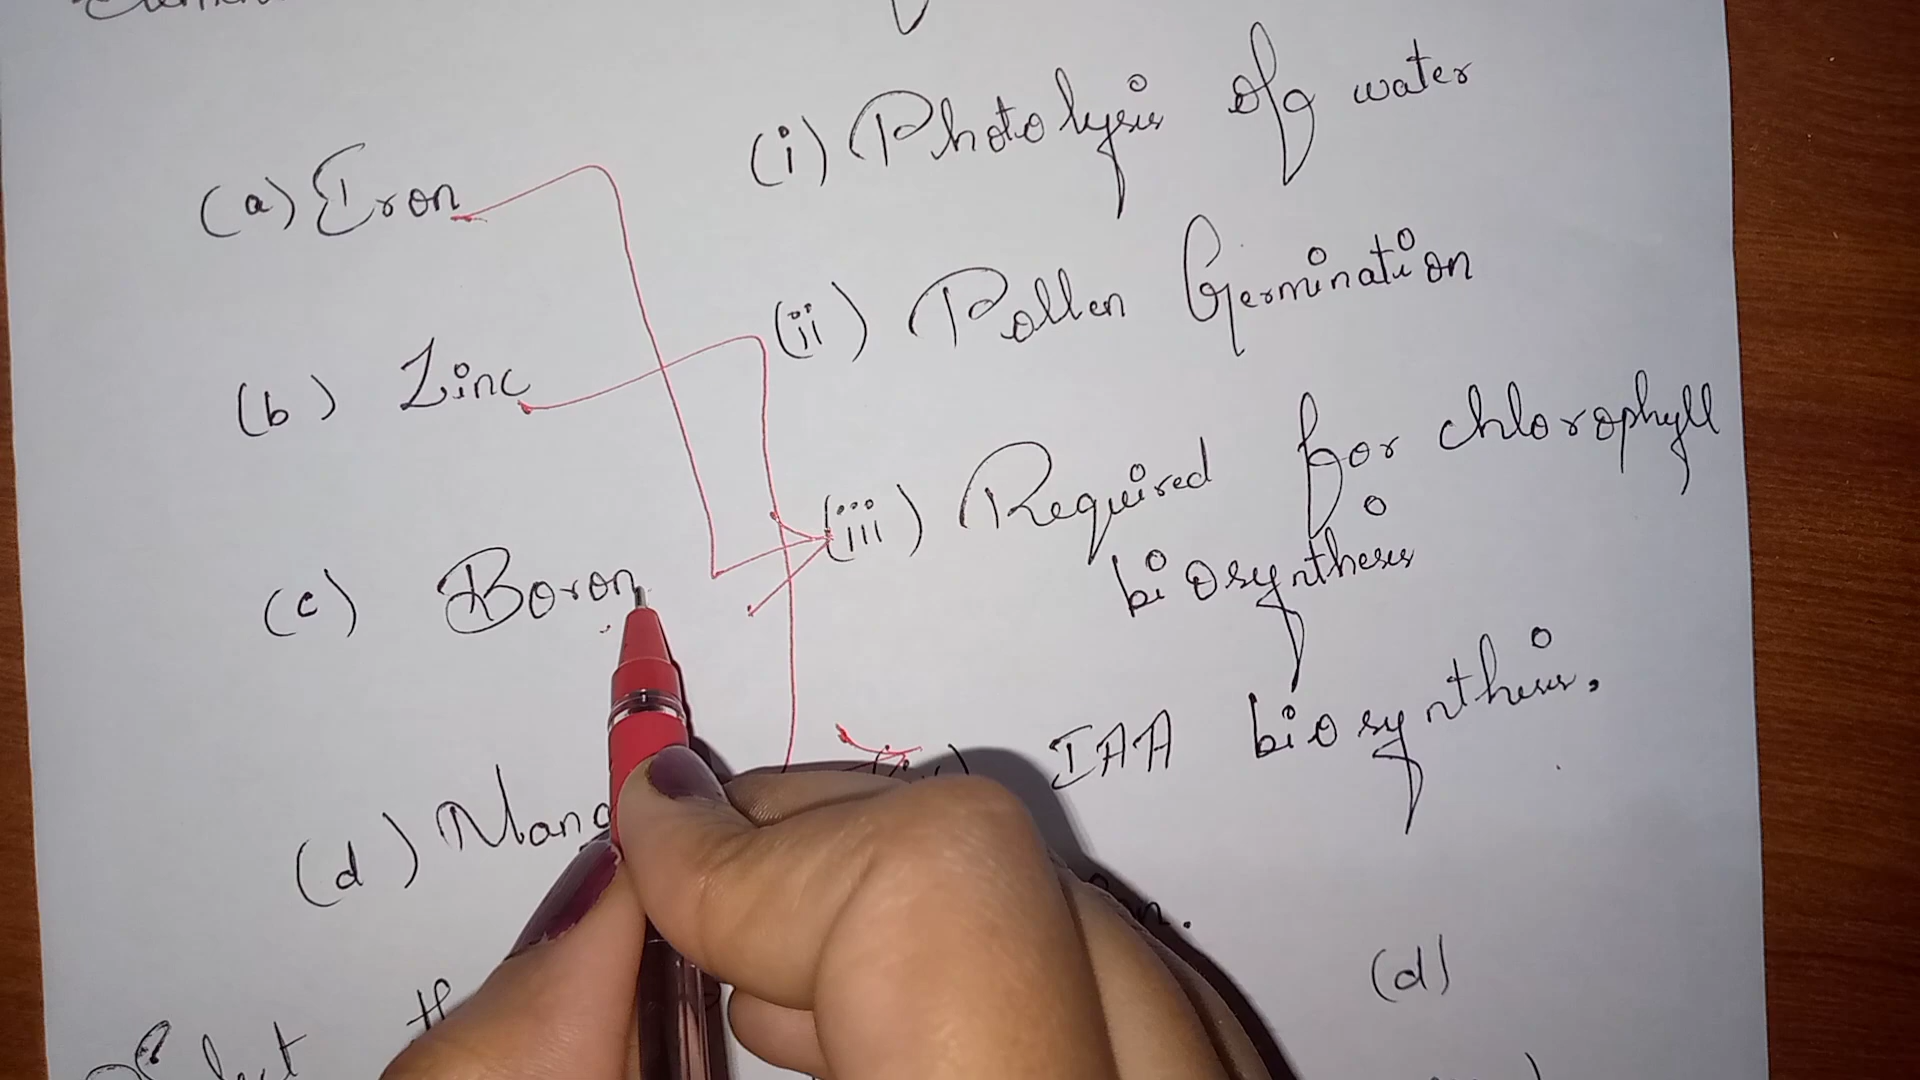 (a) Iron (i) Photolysis of water
(b) Zinc (ii) Pollen Germination
(c) Boron (iii) Required for chlorophyll
biosynthesis
(d) IAA biosynthesis.
(d)